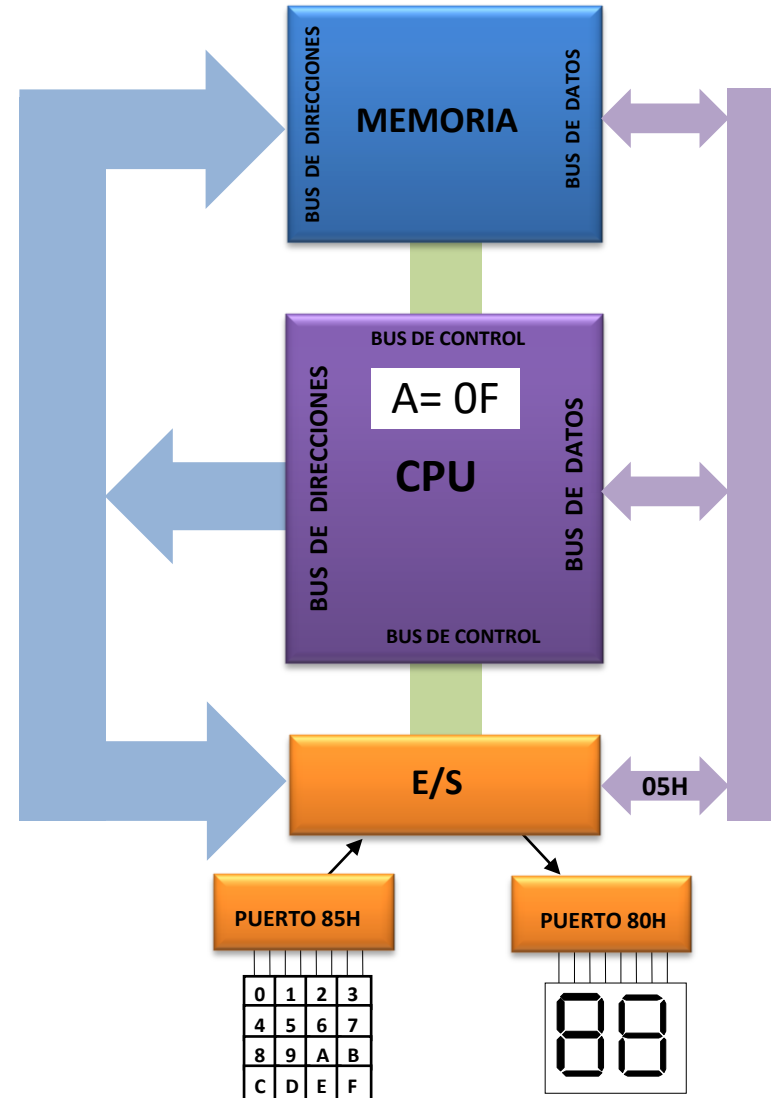 BUS DE DIRECCIONES
MEMORIA
BUS DE DATOS
BUS DE CONTROL
A= 0F
BUS DE DIRECCIONES
CPU
BUS DE DATOS
BUS DE CONTROL
E/S
05H
PUERTO 85H
PUERTO 80H
0 1 2 3
4 5 6 7
8 9 A B
C D E F
88